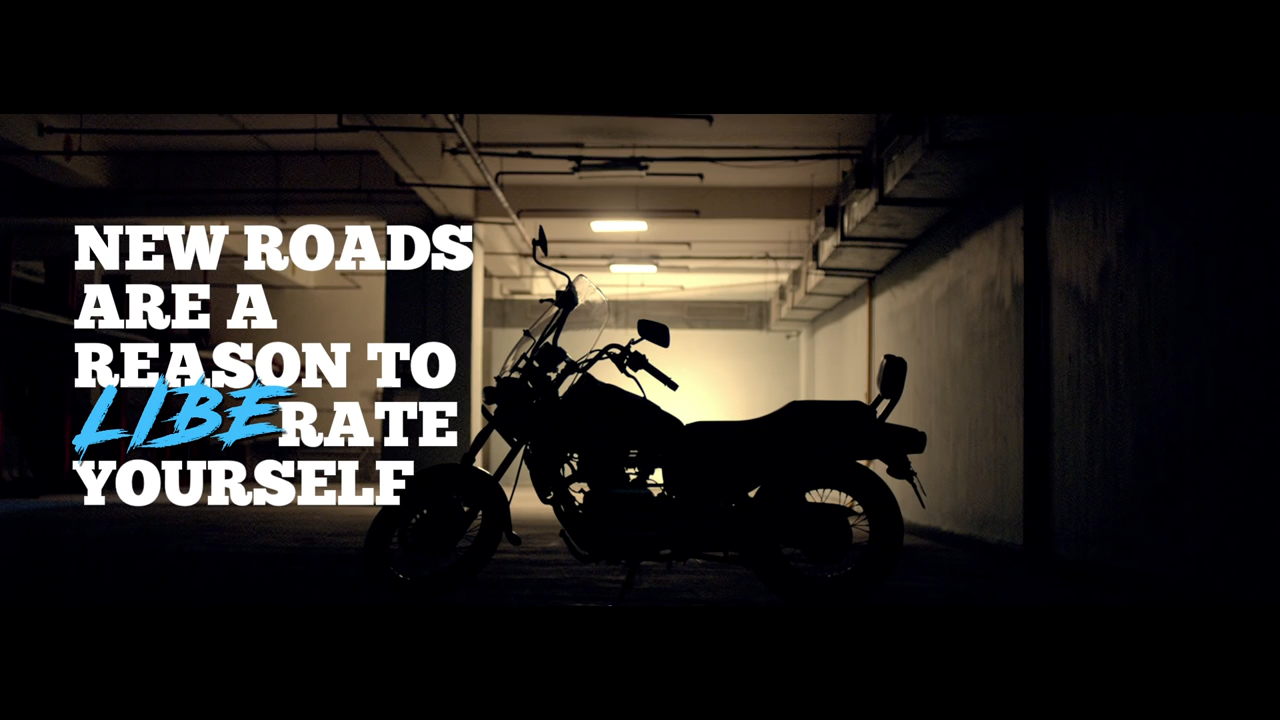 NEW ROADS
ARE A
REASON TO
LIBERATE
YOURSELF